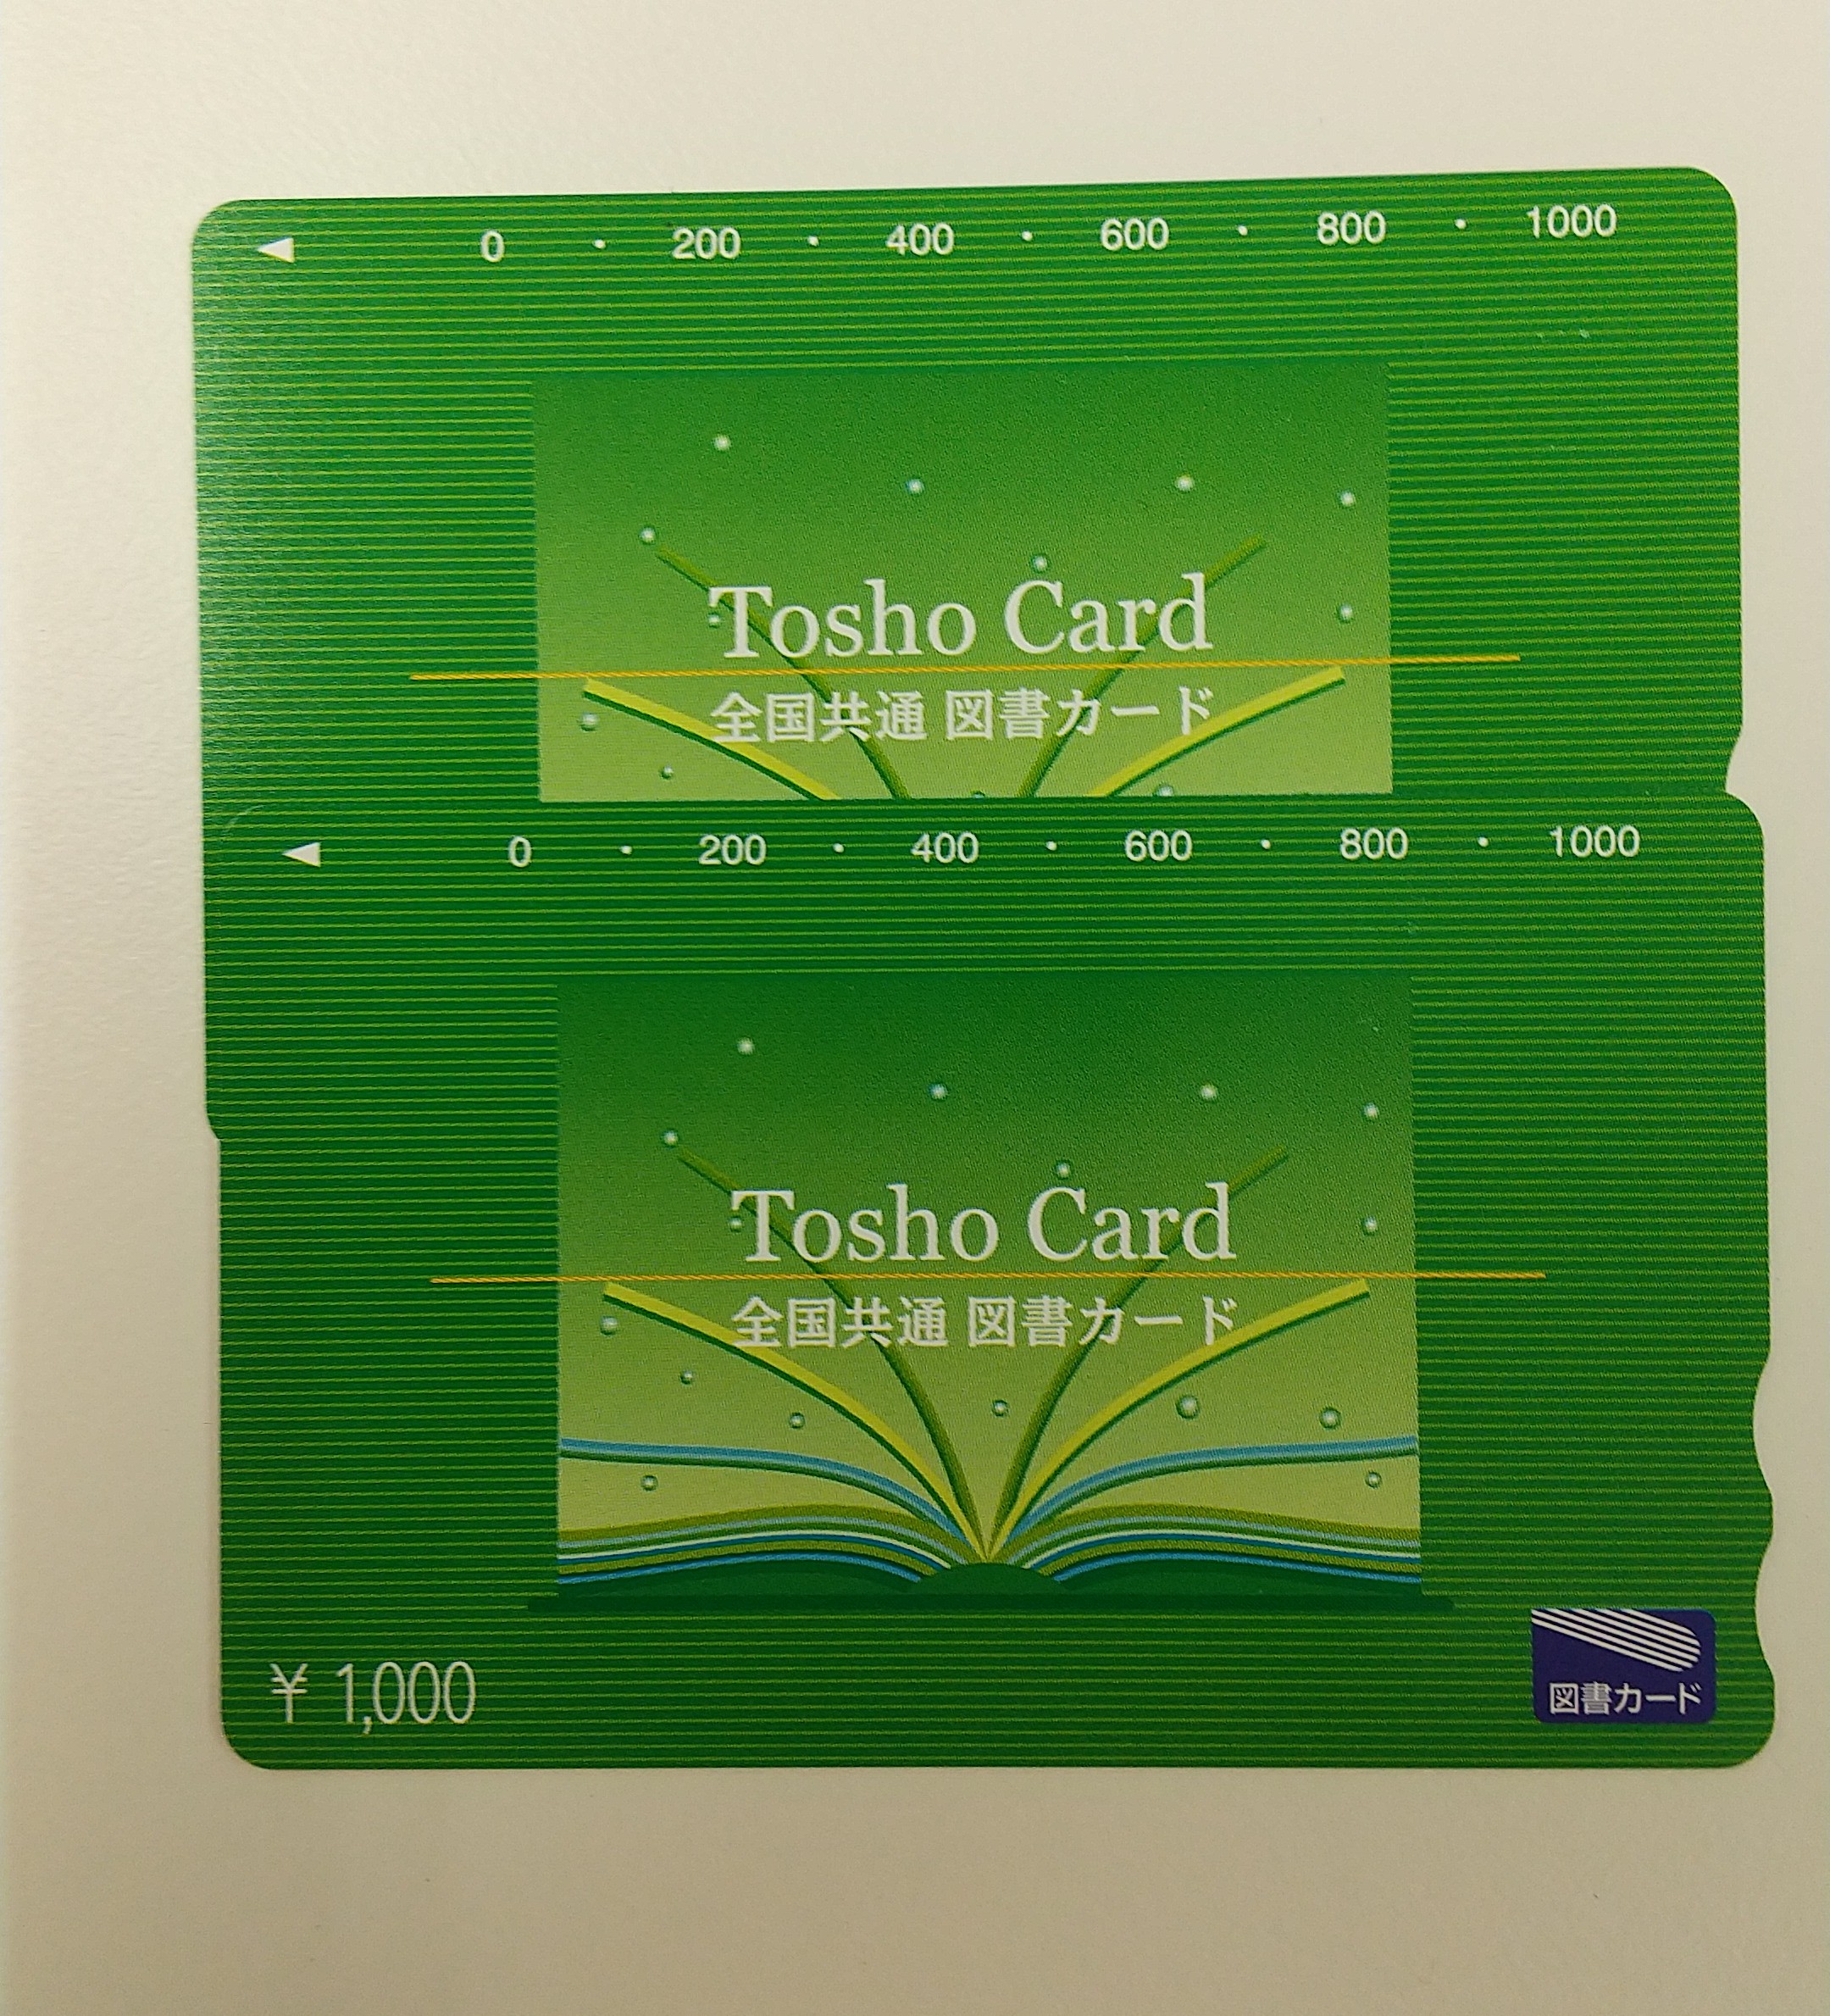 ◀ 0 ・ 200 ・ 400 ・ 600 ・ 800 ・ 1000
Tosho Card
全国共通 図書カード
◀ 0 ・ 200 ・ 400 ・ 600 ・ 800 ・ 1000
Tosho Card
全国共通 図書カード
¥ 1,000
図書カード